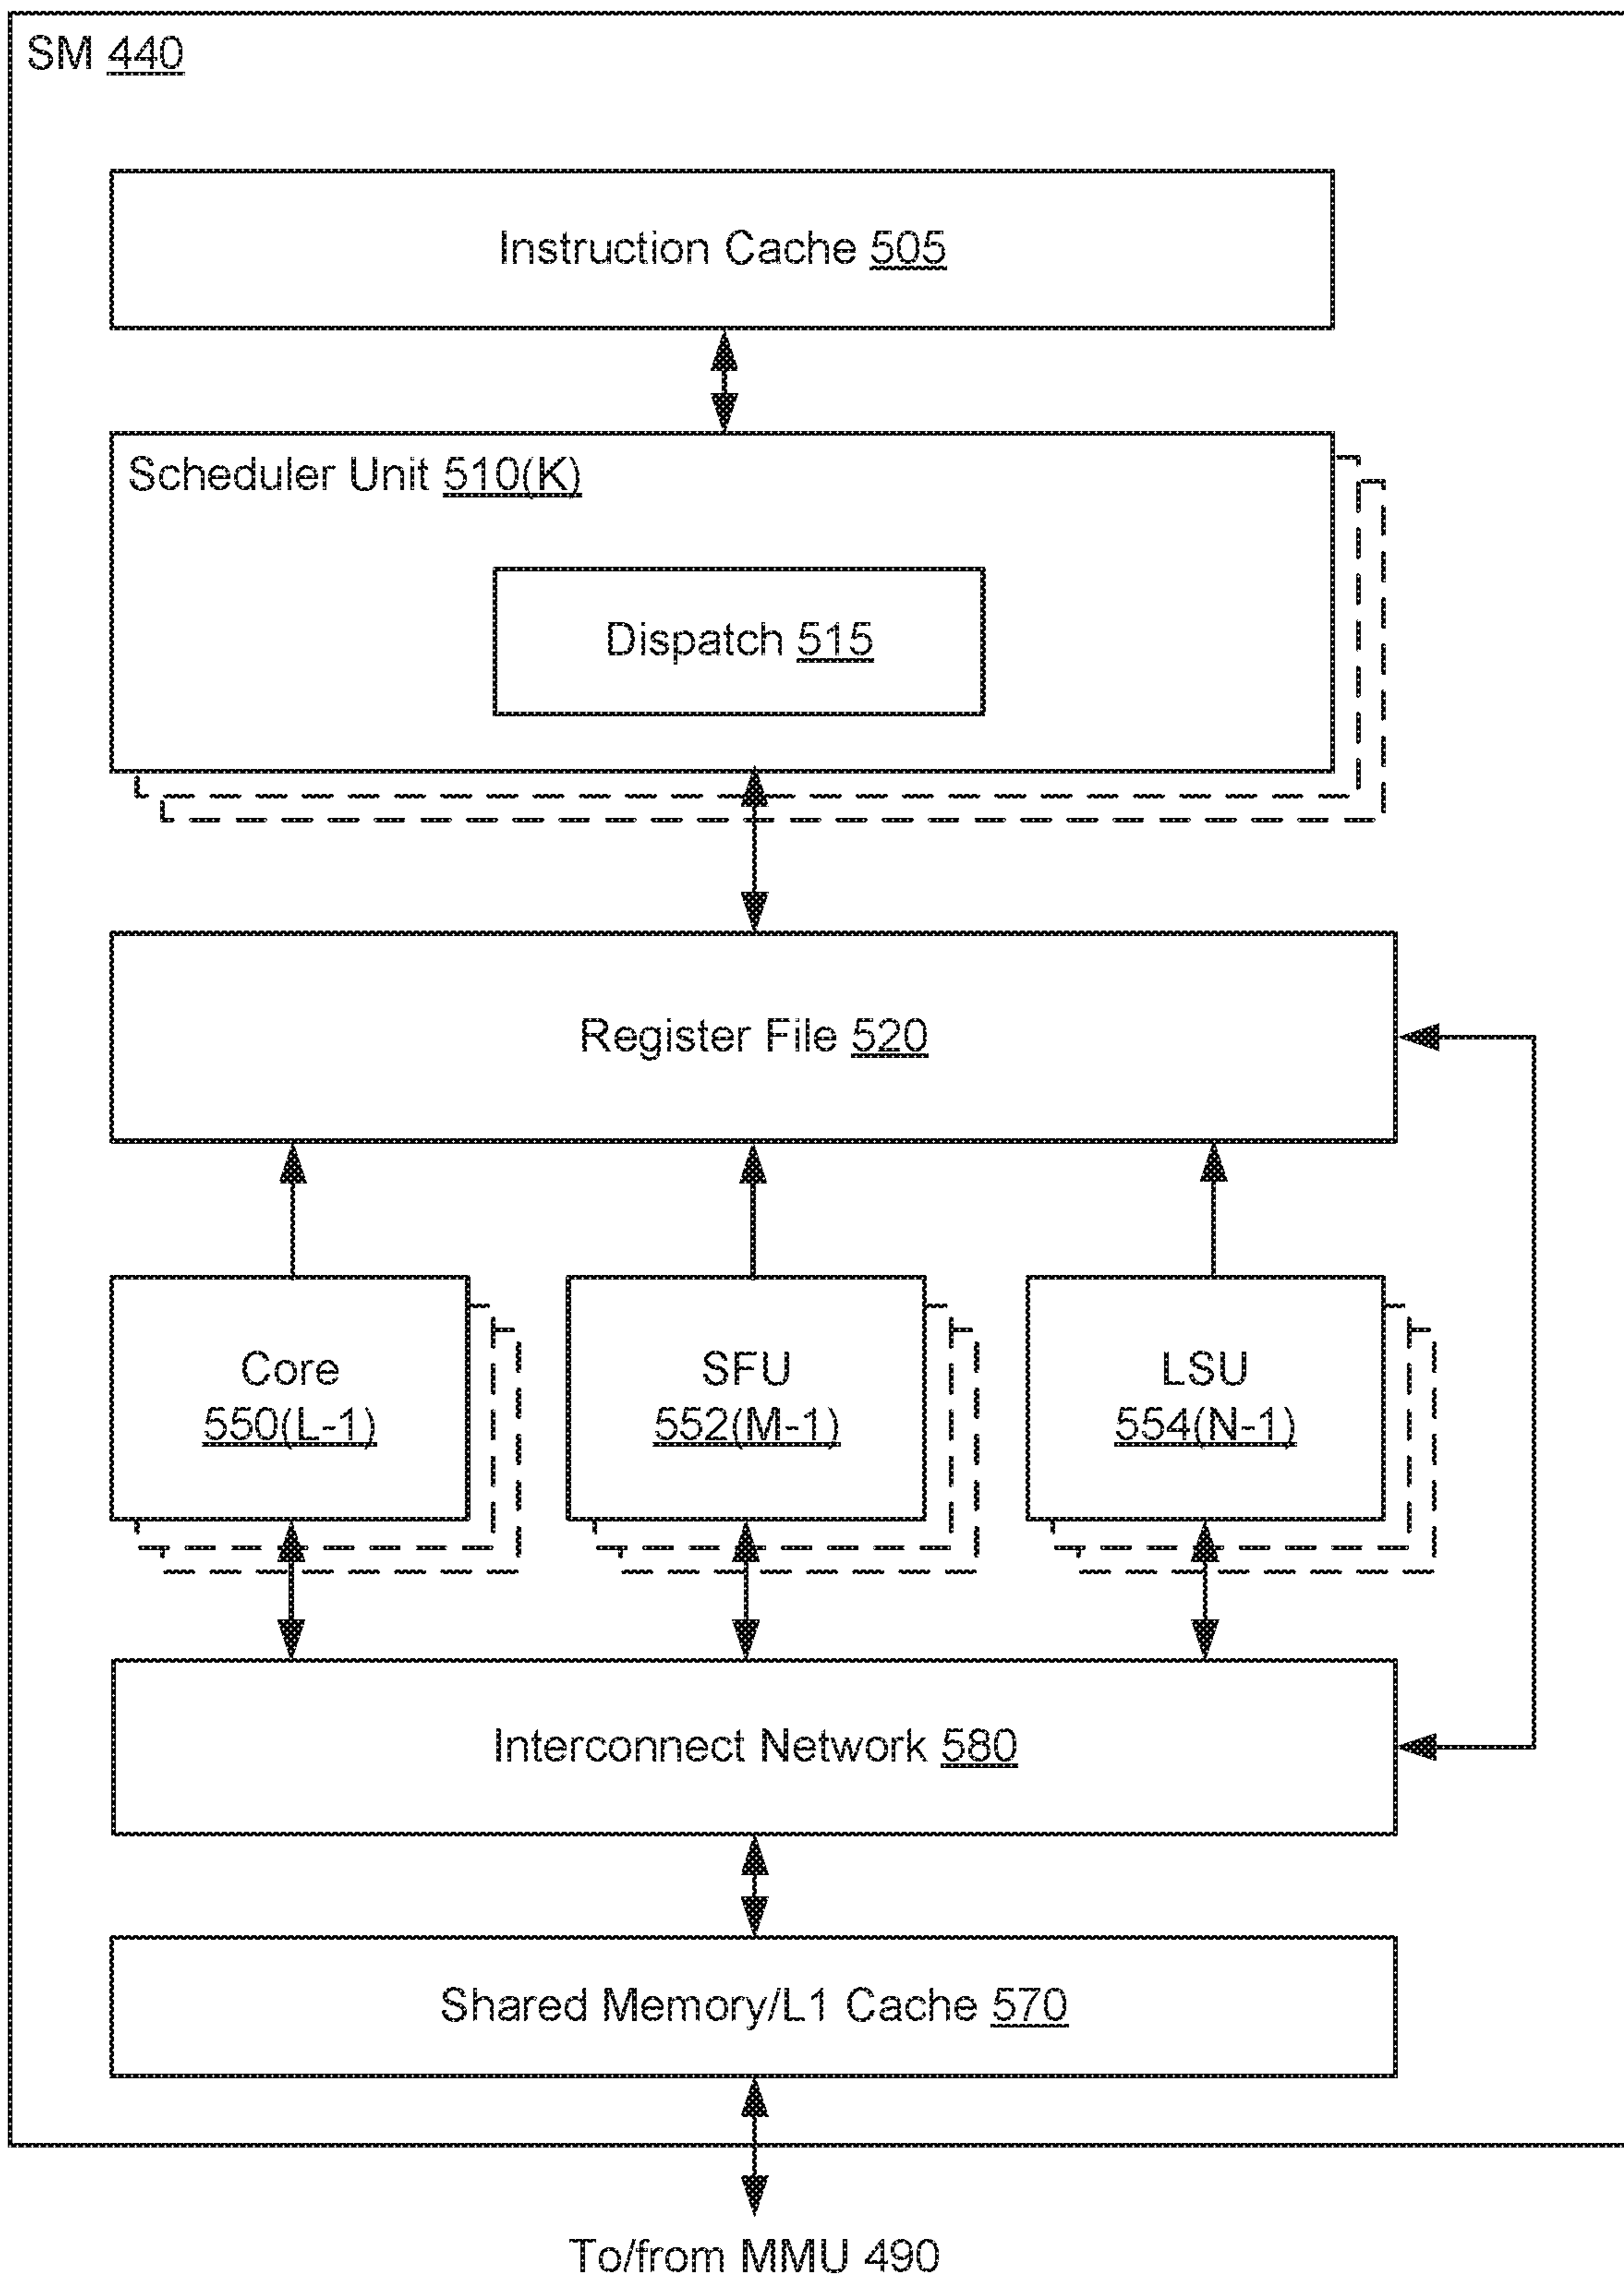 SM 440
Instruction Cache 505
Scheduler Unit 510(K)
Dispatch 515
Register File 520
Core
550(L-1)
SFU
552(M-1)
LSU
554(N-1)
Interconnect Network 580
Shared Memory/L1 Cache 570
To/from MMU 490